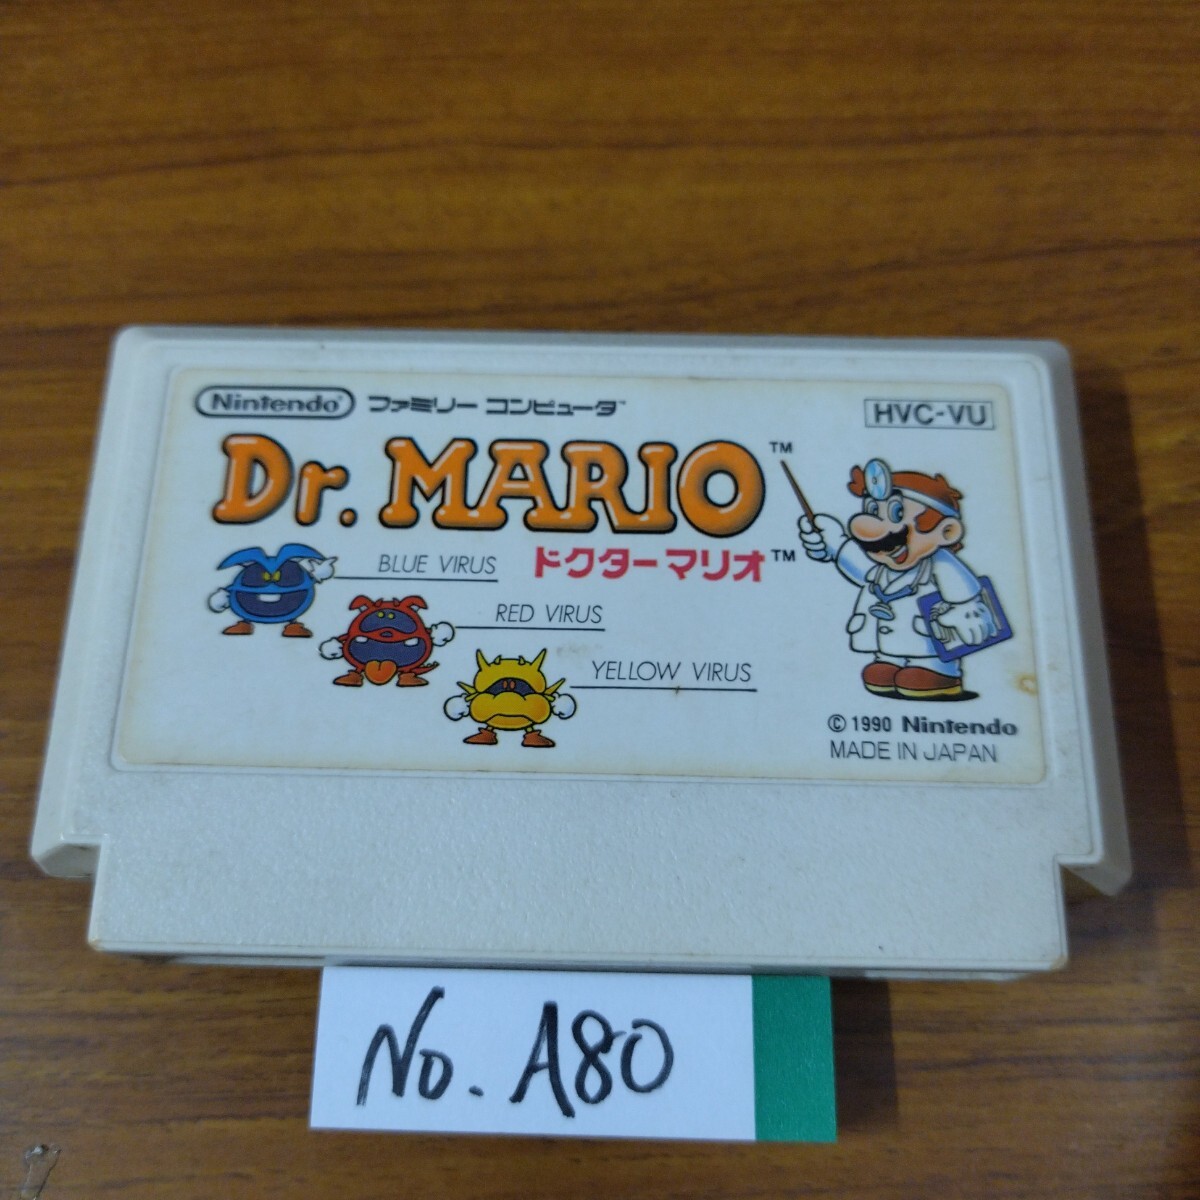 Nintendo® ファミリー コンピュータ™ HVC-VU
Dr. MARIO™
ドクターマリオ™
BLUE VIRUS
RED VIRUS
YELLOW VIRUS
© 1990 Nintendo
MADE IN JAPAN
No. A80